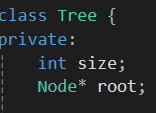 class Tree {
private:
    int size;
    Node* root;